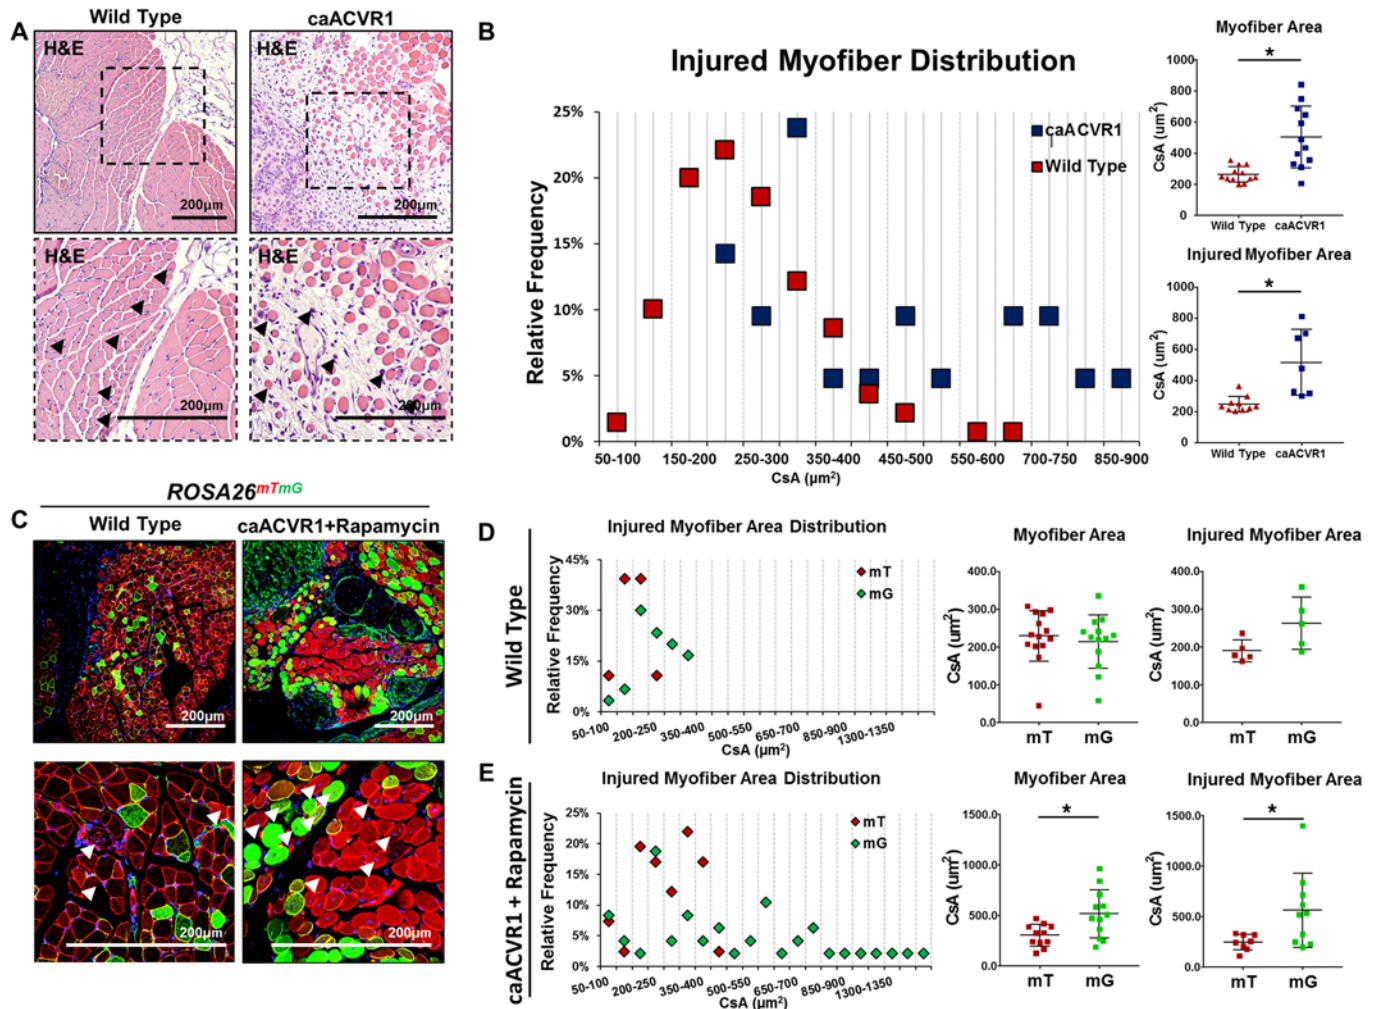 A
Wild Type
caACVR1
H&E
200μm
H&E
200μm
H&E
200μm
H&E
200μm
B
Injured Myofiber Distribution
Relative Frequency
25%
20%
15%
10%
5%
0%
caACVR1
Wild Type
50-100
150-200
250-300
350-400
450-500
550-600
700-750
850-900
CsA (μm²)
Myofiber Area
*
CsA (um²)
1000
800
600
400
200
0
Wild Type
caACVR1
Injured Myofiber Area
*
CsA (um²)
1000
800
600
400
200
0
Wild Type
caACVR1
ROSA26mTmG
C
Wild Type
caACVR1+Rapamycin
200μm
200μm
200μm
200μm
D
Wild Type
Injured Myofiber Area Distribution
Relative Frequency
45%
30%
15%
0%
mT
mG
50-100
200-250
350-400
500-550
650-700
850-900
1300-1350
CsA (μm²)
Myofiber Area
CsA (um²)
400.0
300.0
200.0
100.0
0.0
mT
mG
Injured Myofiber Area
CsA (um²)
400.0
300.0
200.0
100.0
0.0
mT
mG
E
caACVR1 + Rapamycin
Injured Myofiber Area Distribution
Relative Frequency
25%
20%
15%
10%
5%
0%
mT
mG
50-100
200-250
350-400
500-550
650-700
850-900
1300-1350
CsA (μm²)
Myofiber Area
*
CsA (um²)
1500.0
1000.0
500.0
0.0
mT
mG
Injured Myofiber Area
*
CsA (um²)
1500
1000
500.0
0.0
mT
mG